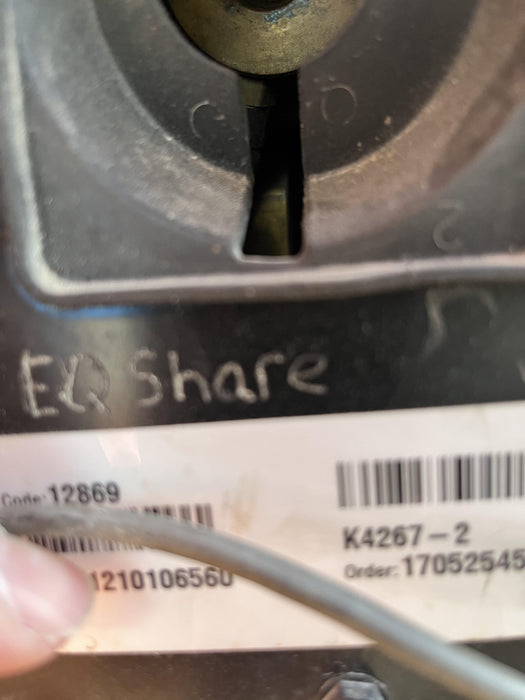 EQ Share
Code: 12869
K4267-2
1210106560
Order: 17052545